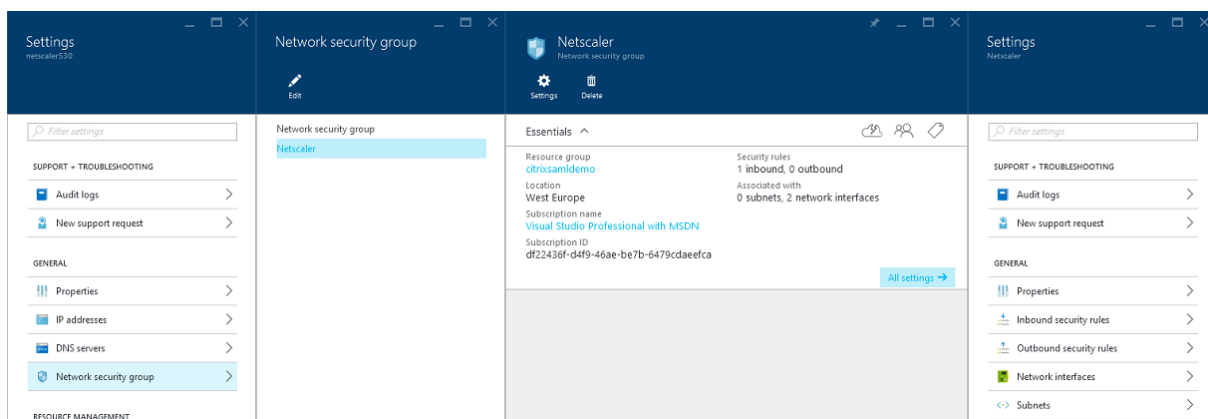 Settings
netscaler530
Filter settings
SUPPORT + TROUBLESHOOTING
Audit logs
New support request
GENERAL
Properties
IP addresses
DNS servers
Network security group
RESOURCE MANAGEMENT
Network security group
Edit
Network security group
Netscaler
Netscaler
Network security group
Settings
Delete
Essentials
Resource group
citrixsamldemo
Location
West Europe
Subscription name
Visual Studio Professional with MSDN
Subscription ID
df22436f-d4f9-46ae-be7b-6479cdaeefca
Security rules
1 inbound, 0 outbound
Associated with
0 subnets, 2 network interfaces
All settings
Settings
Netscaler
Filter settings
SUPPORT + TROUBLESHOOTING
Audit logs
New support request
GENERAL
Properties
Inbound security rules
Outbound security rules
Network interfaces
Subnets